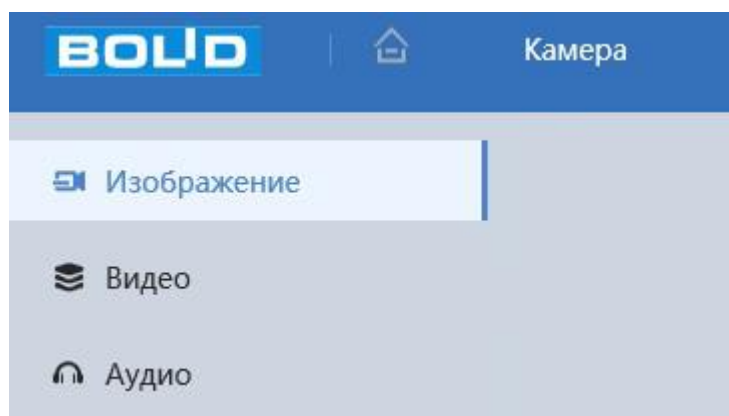 BOLID
Камера
Изображение
Видео
Аудио